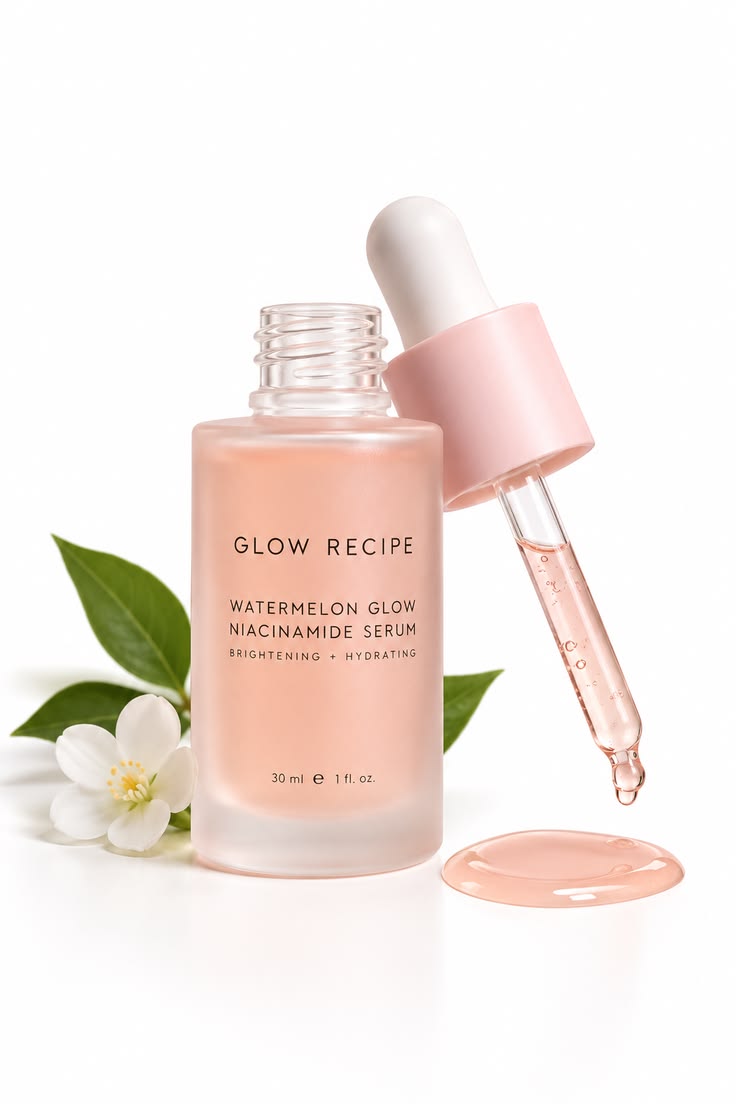 GLOW RECIPE
WATERMELON GLOW
NIACINAMIDE SERUM
BRIGHTENING + HYDRATING
30 ml ℮ 1 fl. oz.